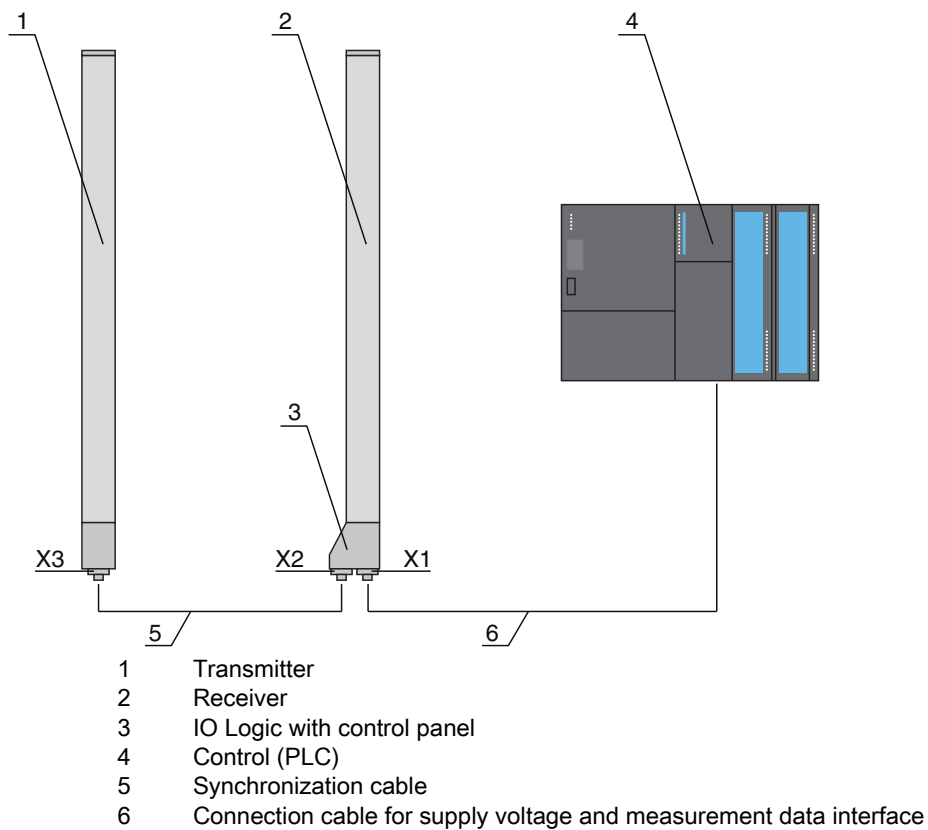 1
2
4
3
X3
X2
X1
5
6
1 Transmitter
2 Receiver
3 IO Logic with control panel
4 Control (PLC)
5 Synchronization cable
6 Connection cable for supply voltage and measurement data interface